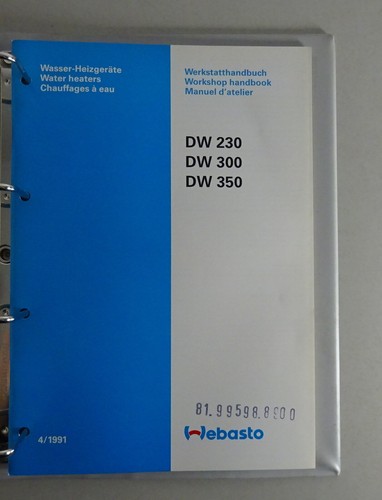 Wasser-Heizgeräte
Water heaters
Chauffages à eau
Werkstatthandbuch
Workshop handbook
Manuel d'atelier
DW 230
DW 300
DW 350
81.99598.8900
Webasto
4/1991